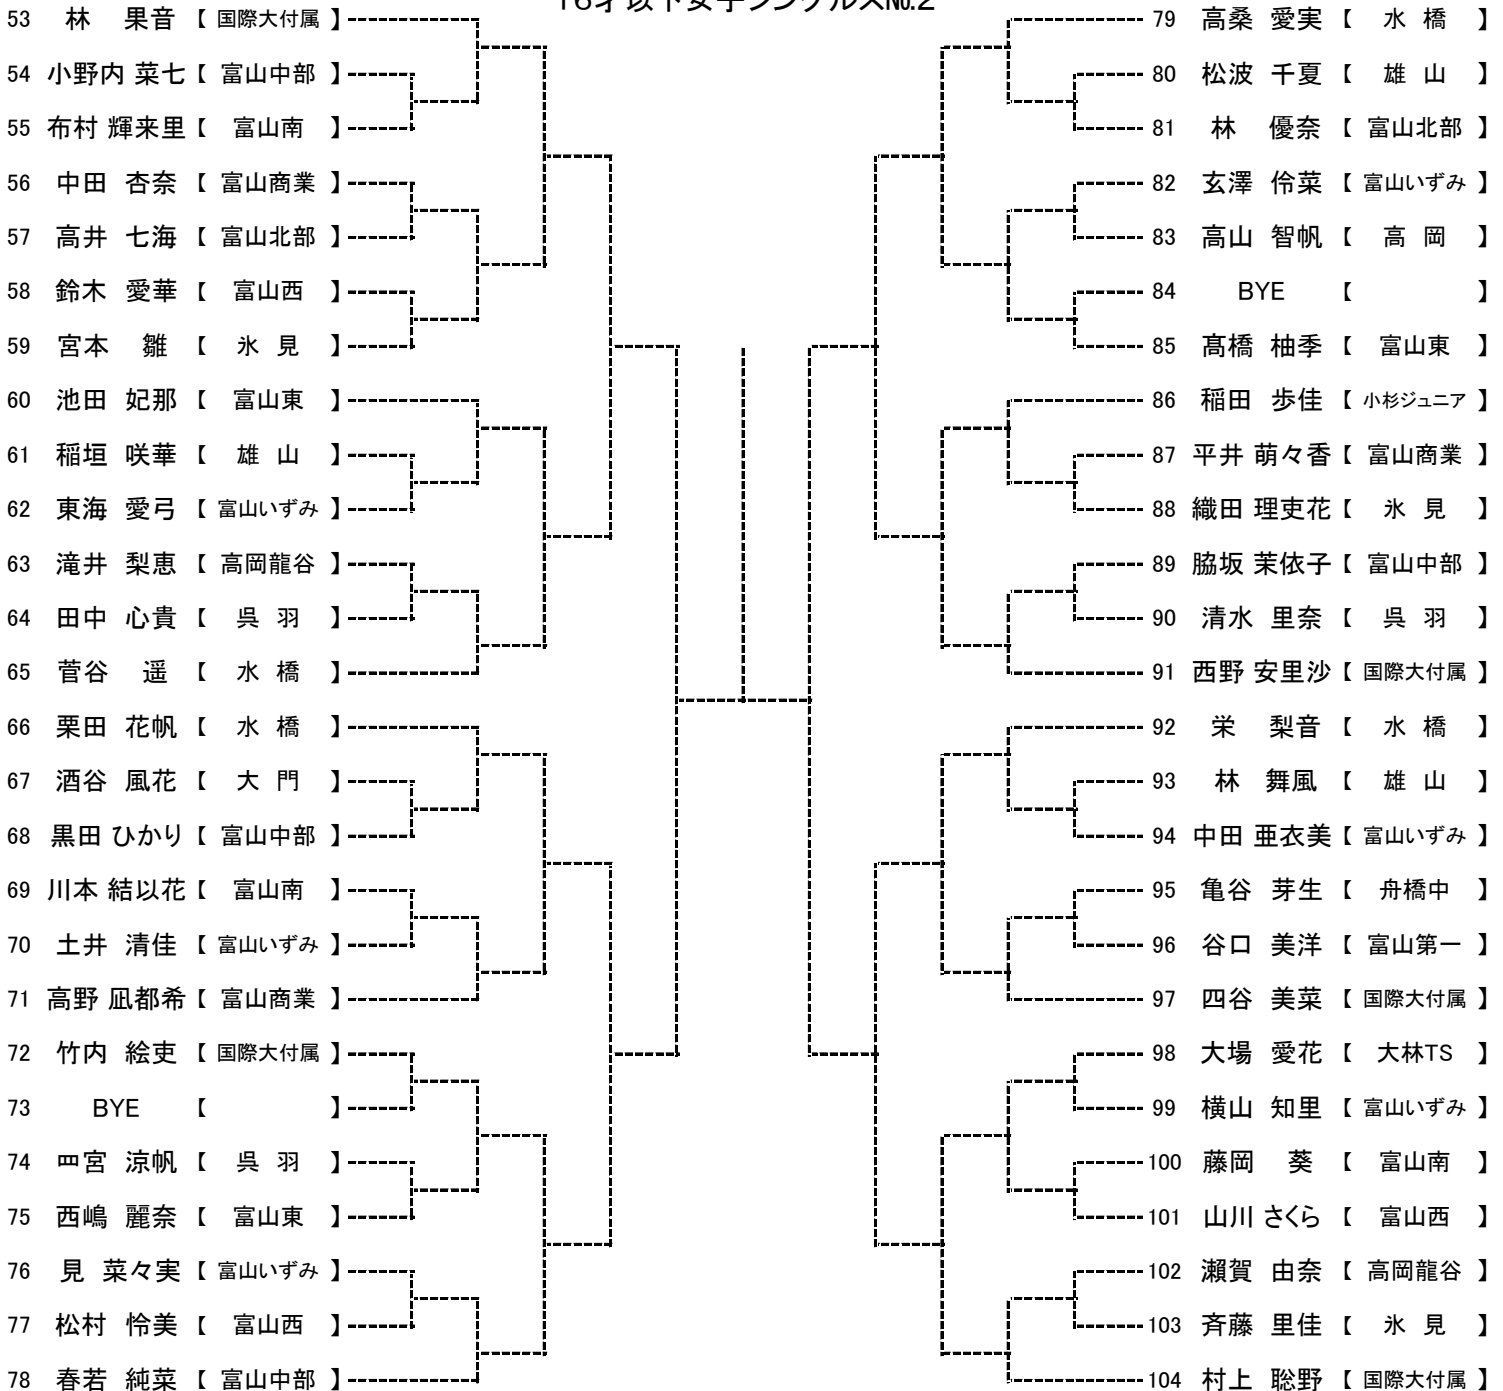 16才以下女子シングルスNo.2
53 林 果音 【 国際大付属 】
54 小野内 菜七 【 富山中部 】
55 布村 輝来里 【 富山南 】
56 中田 杏奈 【 富山商業 】
57 高井 七海 【 富山北部 】
58 鈴木 愛華 【 富山西 】
59 宮本 雛 【 氷 見 】
60 池田 妃那 【 富山東 】
61 稲垣 咲華 【 雄 山 】
62 東海 愛弓 【 富山いずみ 】
63 滝井 梨恵 【 高岡龍谷 】
64 田中 心貴 【 呉 羽 】
65 菅谷 遥 【 水 橋 】
66 栗田 花帆 【 水 橋 】
67 酒谷 風花 【 大 門 】
68 黒田 ひかり 【 富山中部 】
69 川本 結以花 【 富山南 】
70 土井 清佳 【 富山いずみ 】
71 高野 凪都希 【 富山商業 】
72 竹内 絵吏 【 国際大付属 】
73 BYE 【 】
74 宮 涼帆 【 呉 羽 】
75 西嶋 麗奈 【 富山東 】
76 見 菜々実 【 富山いずみ 】
77 松村 怜美 【 富山西 】
78 春若 純菜 【 富山中部 】
79 高桑 愛実 【 水 橋 】
80 松波 千夏 【 雄 山 】
81 林 優奈 【 富山北部 】
82 玄澤 伶菜 【 富山いずみ 】
83 高山 智帆 【 高 岡 】
84 BYE 【 】
85 髙橋 柚季 【 富山東 】
86 稲田 歩佳 【 小杉ジュニア 】
87 平井 萌々香 【 富山商業 】
88 織田 理吏花 【 氷 見 】
89 脇坂 茉依子 【 富山中部 】
90 清水 里奈 【 呉 羽 】
91 西野 安里沙 【 国際大付属 】
92 栄 梨音 【 水 橋 】
93 林 舞風 【 雄 山 】
94 中田 亜衣美 【 富山いずみ 】
95 亀谷 芽生 【 舟橋中 】
96 谷口 美洋 【 富山第一 】
97 四谷 美菜 【 国際大付属 】
98 大場 愛花 【 大林TS 】
99 横山 知里 【 富山いずみ 】
100 藤岡 葵 【 富山南 】
101 山川 さくら 【 富山西 】
102 瀬賀 由奈 【 高岡龍谷 】
103 斉藤 里佳 【 氷 見 】
104 村上 聡野 【 国際大付属 】